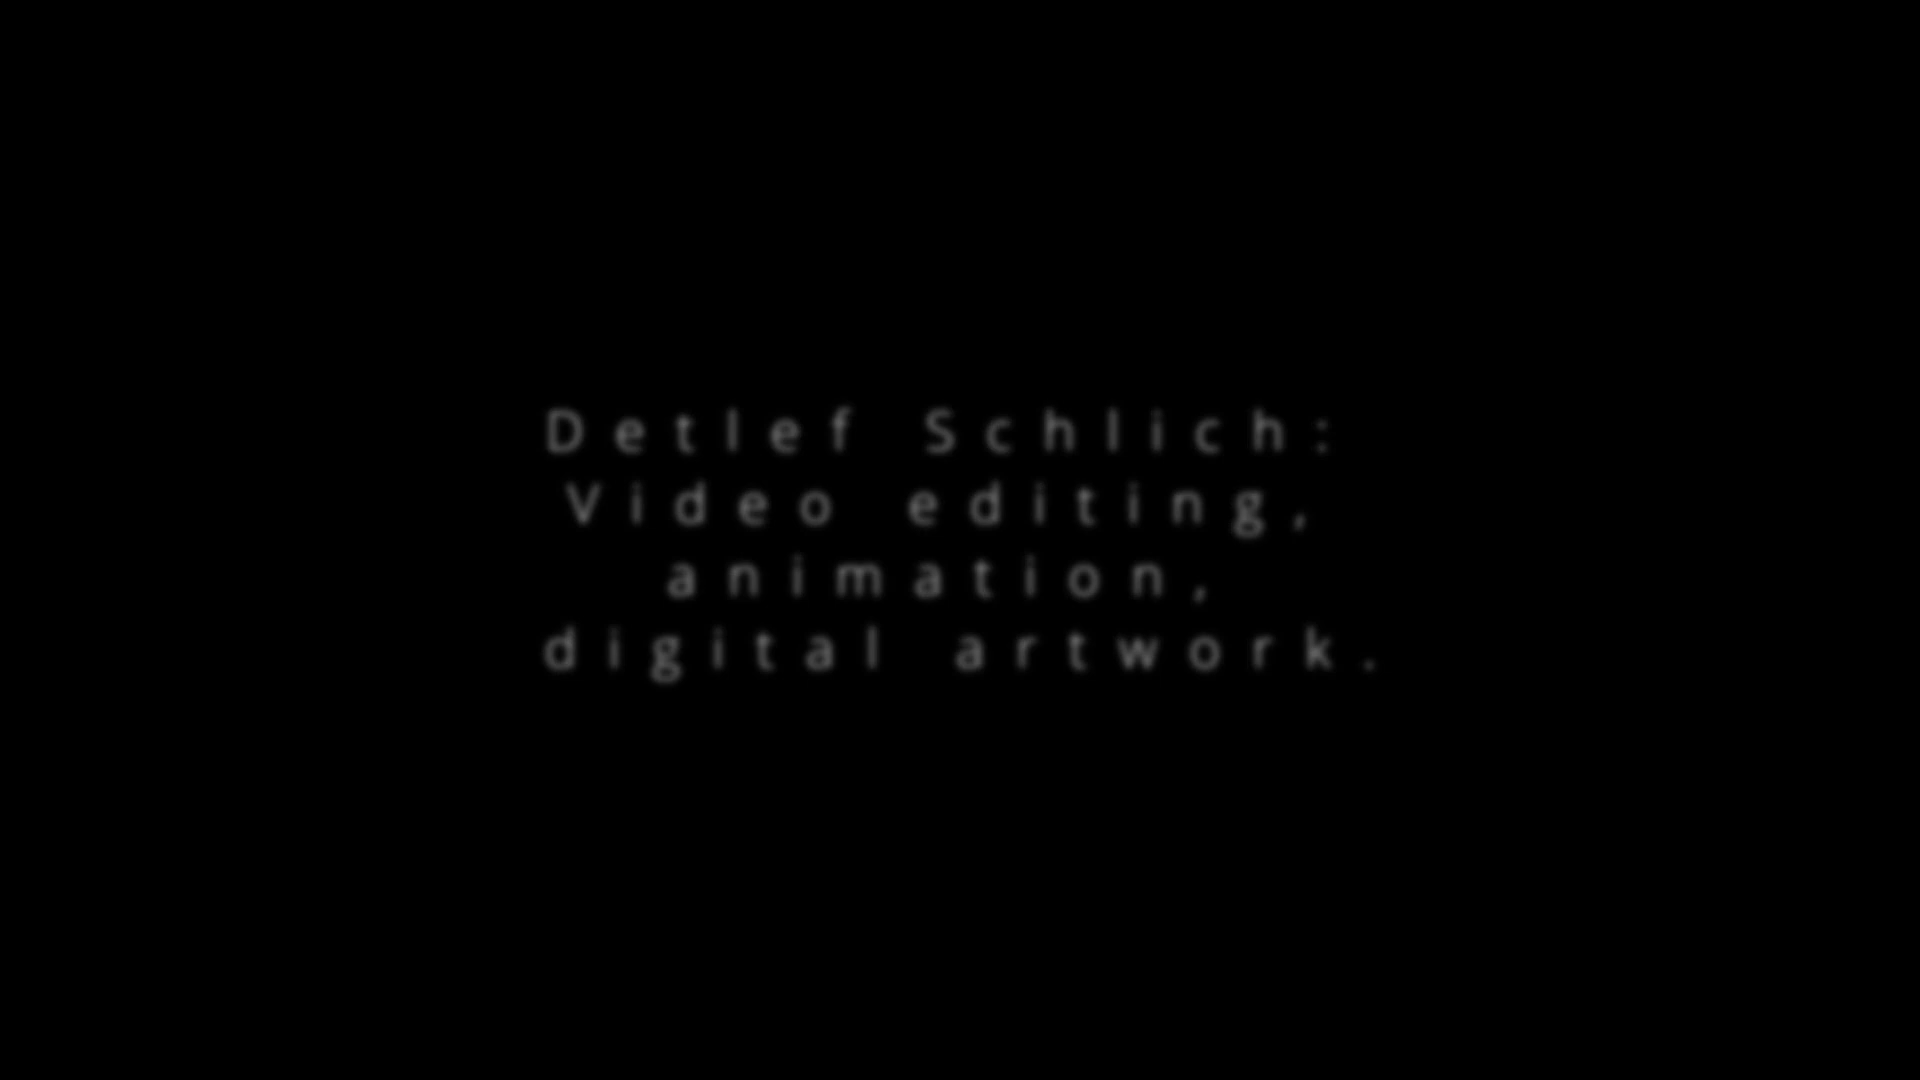 Detlef Schlich:
Video editing,
animation,
digital artwork.